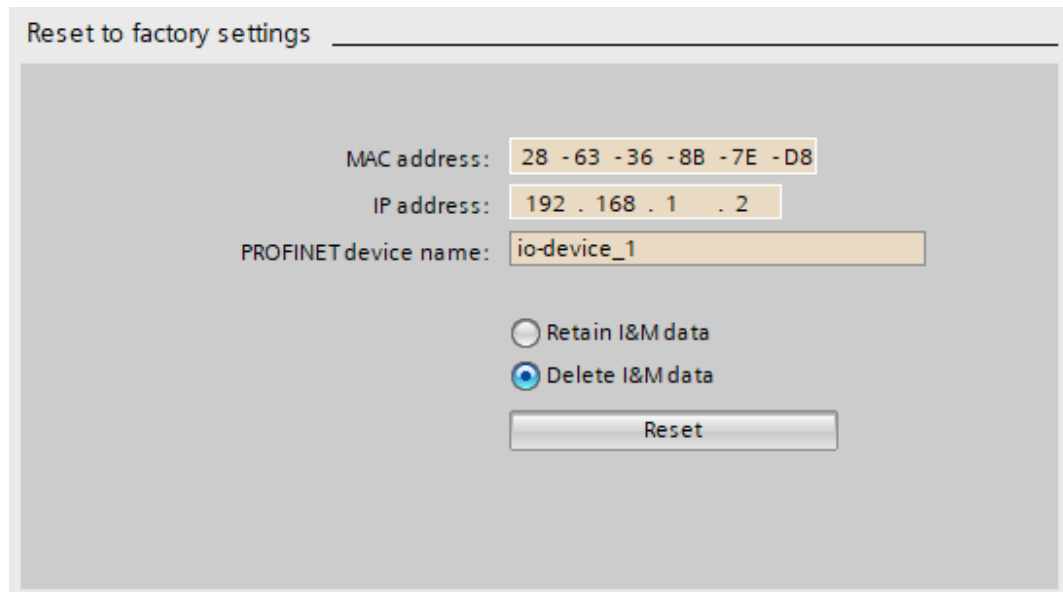 Reset to factory settings
MAC address: 28 -63 -36 -8B -7E -D8
IP address: 192 . 168 . 1 . 2
PROFINET device name: io-device_1
Retain I&M data
Delete I&M data
Reset